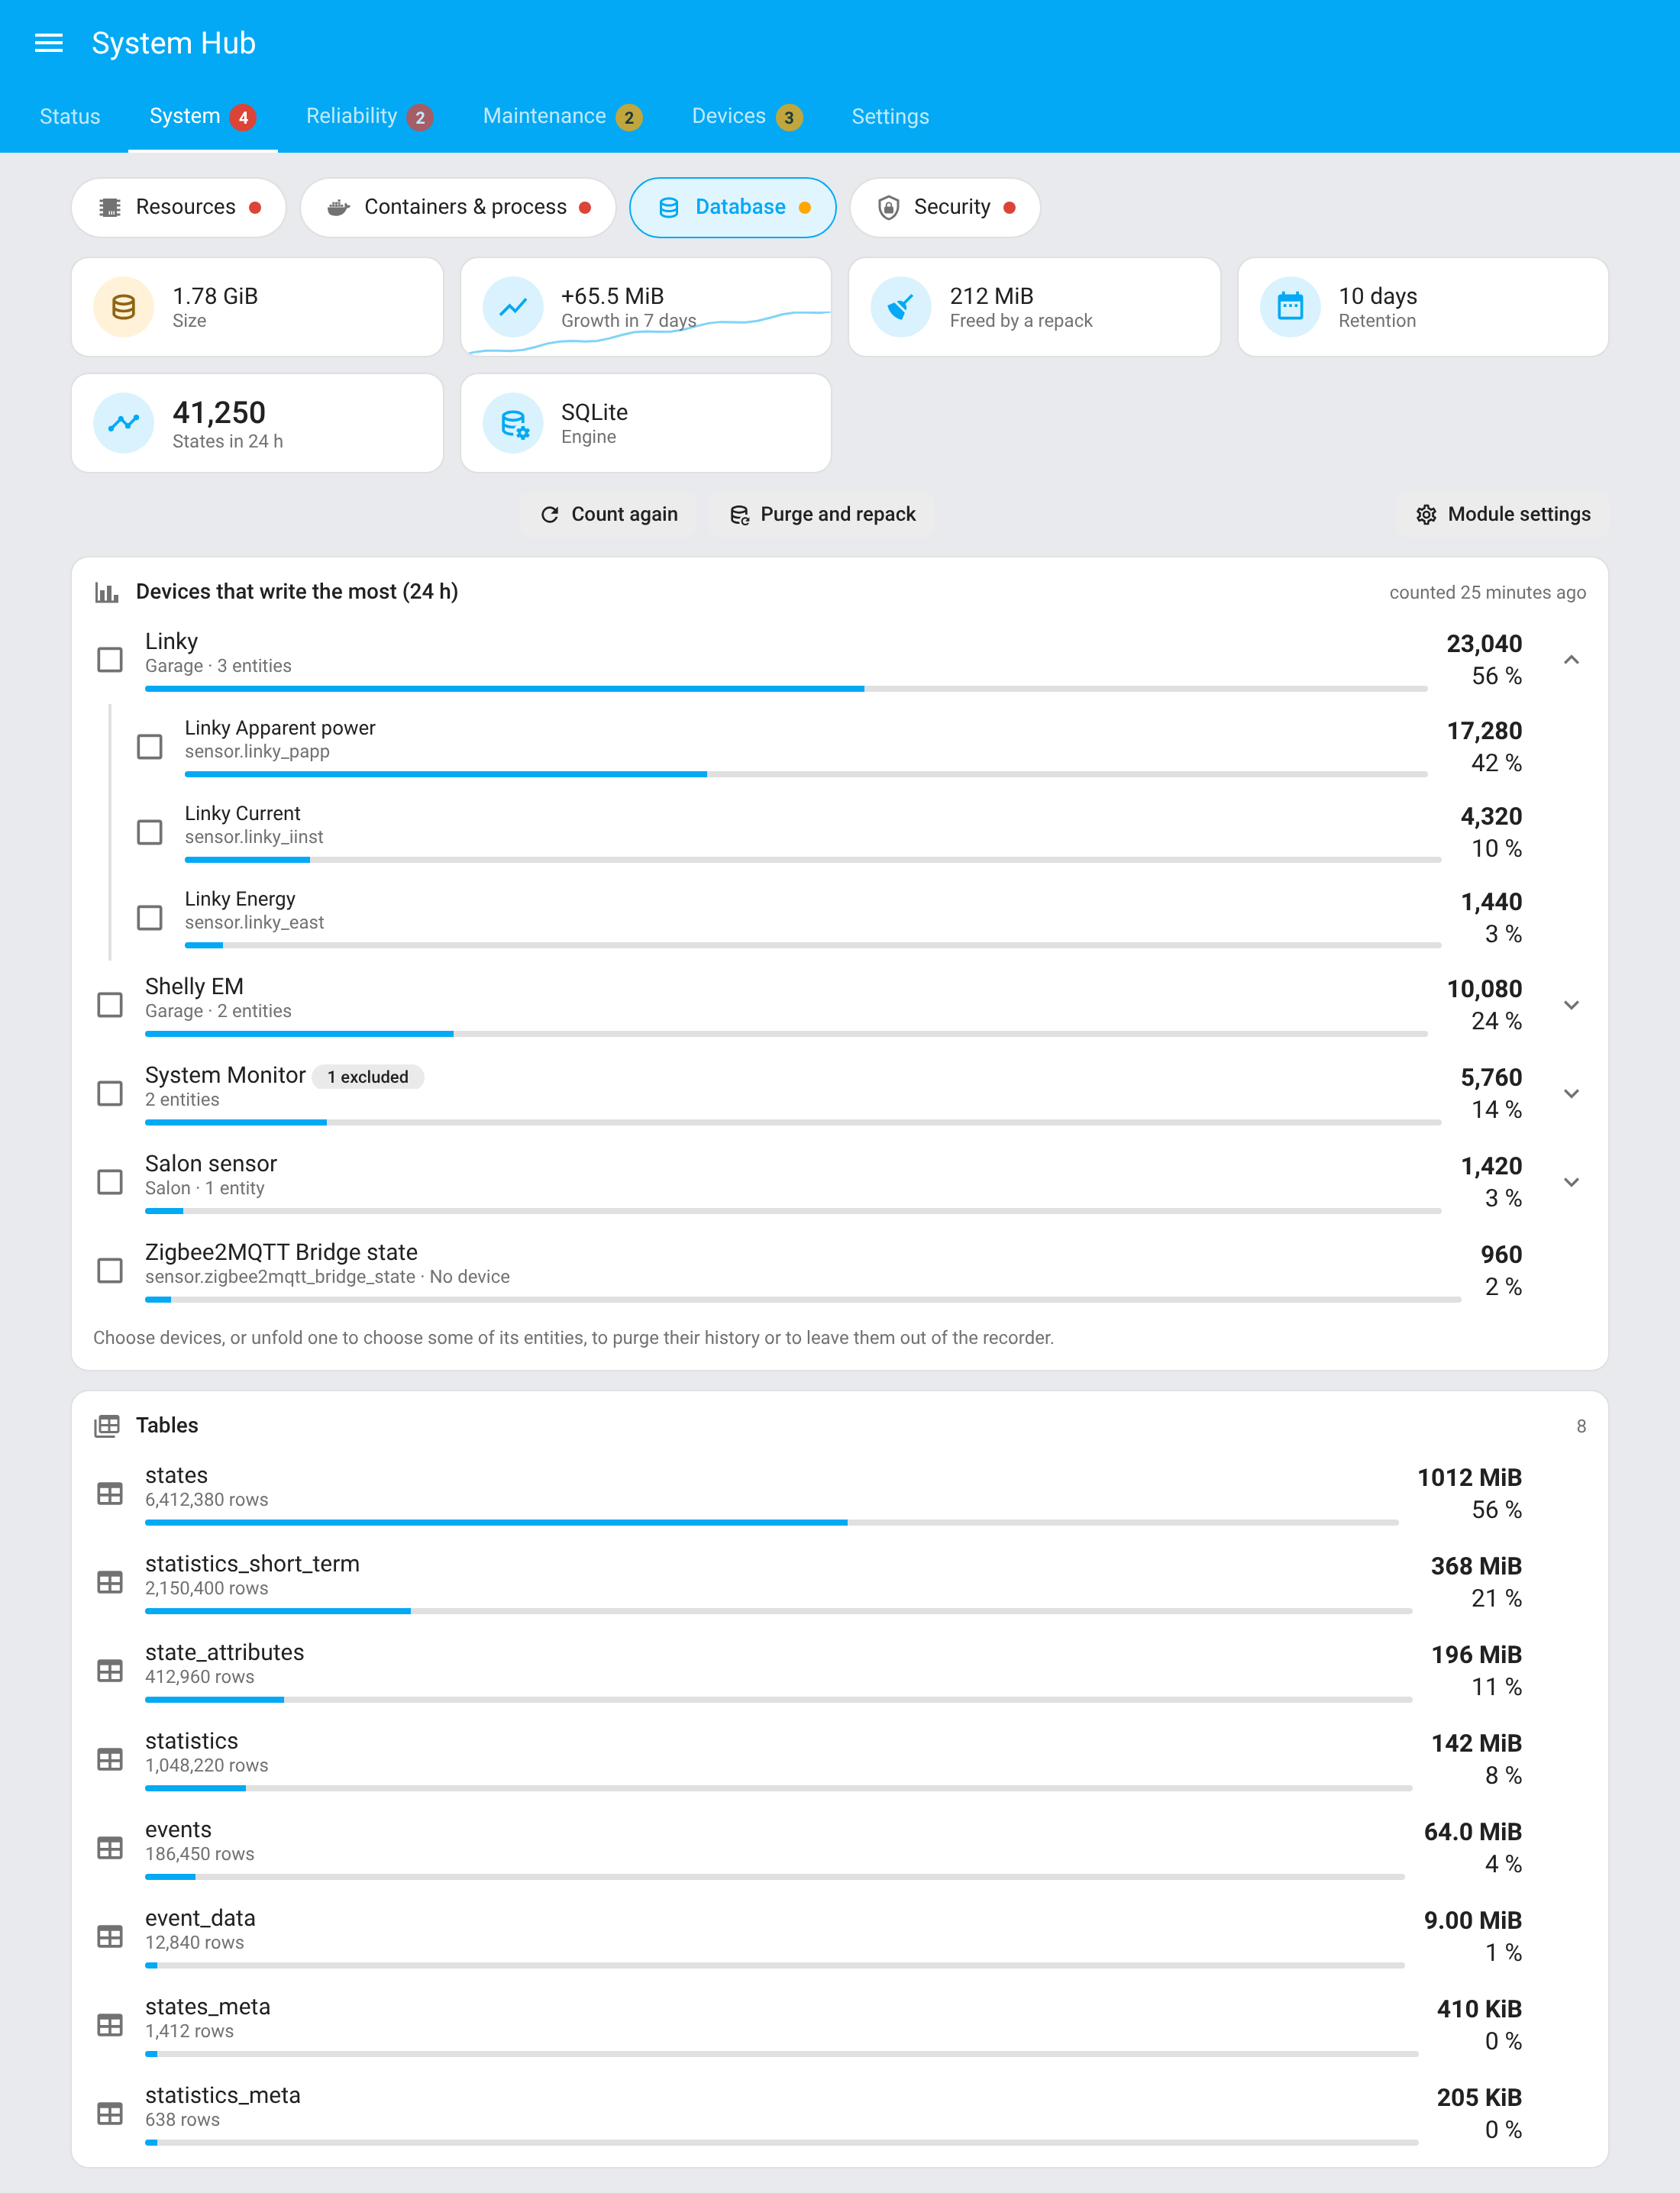 System Hub
Status
System 4
Reliability 2
Maintenance 2
Devices 3
Settings
Resources
Containers & process
Database
Security
1.78 GiB
Size
+65.5 MiB
Growth in 7 days
212 MiB
Freed by a repack
10 days
Retention
41,250
States in 24 h
SQLite
Engine
Count again
Purge and repack
Module settings
Devices that write the most (24 h)
counted 25 minutes ago
Linky
Garage · 3 entities
23,040
56 %
Linky Apparent power
sensor.linky_papp
17,280
42 %
Linky Current
sensor.linky_iinst
4,320
10 %
Linky Energy
sensor.linky_east
1,440
3 %
Shelly EM
Garage · 2 entities
10,080
24 %
System Monitor 1 excluded
2 entities
5,760
14 %
Salon sensor
Salon · 1 entity
1,420
3 %
Zigbee2MQTT Bridge state
sensor.zigbee2mqtt_bridge_state · No device
960
2 %
Choose devices, or unfold one to choose some of its entities, to purge their history or to leave them out of the recorder.
Tables
8
states
6,412,380 rows
1012 MiB
56 %
statistics_short_term
2,150,400 rows
368 MiB
21 %
state_attributes
412,960 rows
196 MiB
11 %
statistics
1,048,220 rows
142 MiB
8 %
events
186,450 rows
64.0 MiB
4 %
event_data
12,840 rows
9.00 MiB
1 %
states_meta
1,412 rows
410 KiB
0 %
statistics_meta
638 rows
205 KiB
0 %